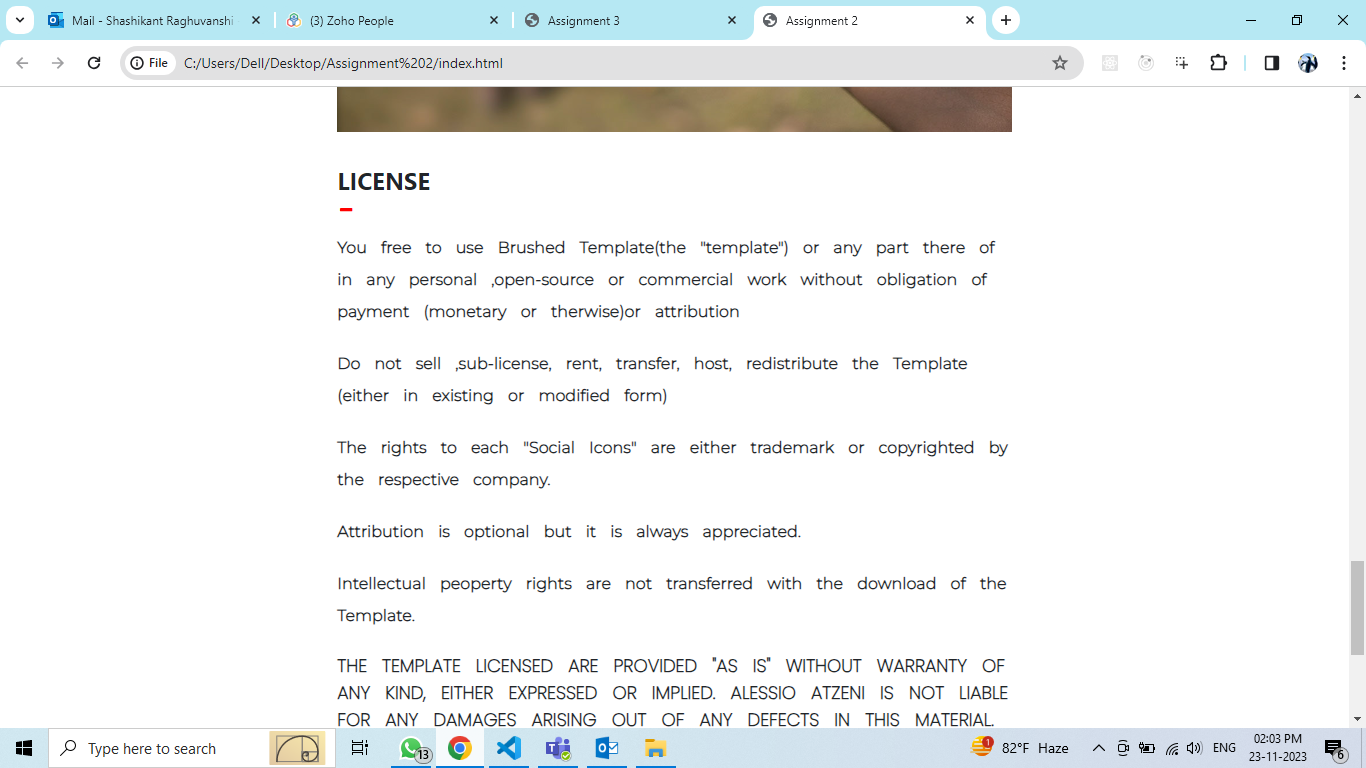 Mail - Shashikant Raghuvanshi
(3) Zoho People
Assignment 3
Assignment 2
File
C:/Users/Dell/Desktop/Assignment%202/index.html
LICENSE
You free to use Brushed Template(the "template") or any part there of
in any personal ,open-source or commercial work without obligation of
payment (monetary or therwise)or attribution
Do not sell ,sub-license, rent, transfer, host, redistribute the Template
(either in existing or modified form)
The rights to each "Social Icons" are either trademark or copyrighted by
the respective company.
Attribution is optional but it is always appreciated.
Intellectual peoperty rights are not transferred with the download of the
Template.
THE TEMPLATE LICENSED ARE PROVIDED "AS IS" WITHOUT WARRANTY OF
ANY KIND, EITHER EXPRESSED OR IMPLIED. ALESSIO ATZENI IS NOT LIABLE
FOR ANY DAMAGES ARISING OUT OF ANY DEFECTS IN THIS MATERIAL.
Type here to search
13
1
82°F Haze
ENG
02:03 PM
23-11-2023
6